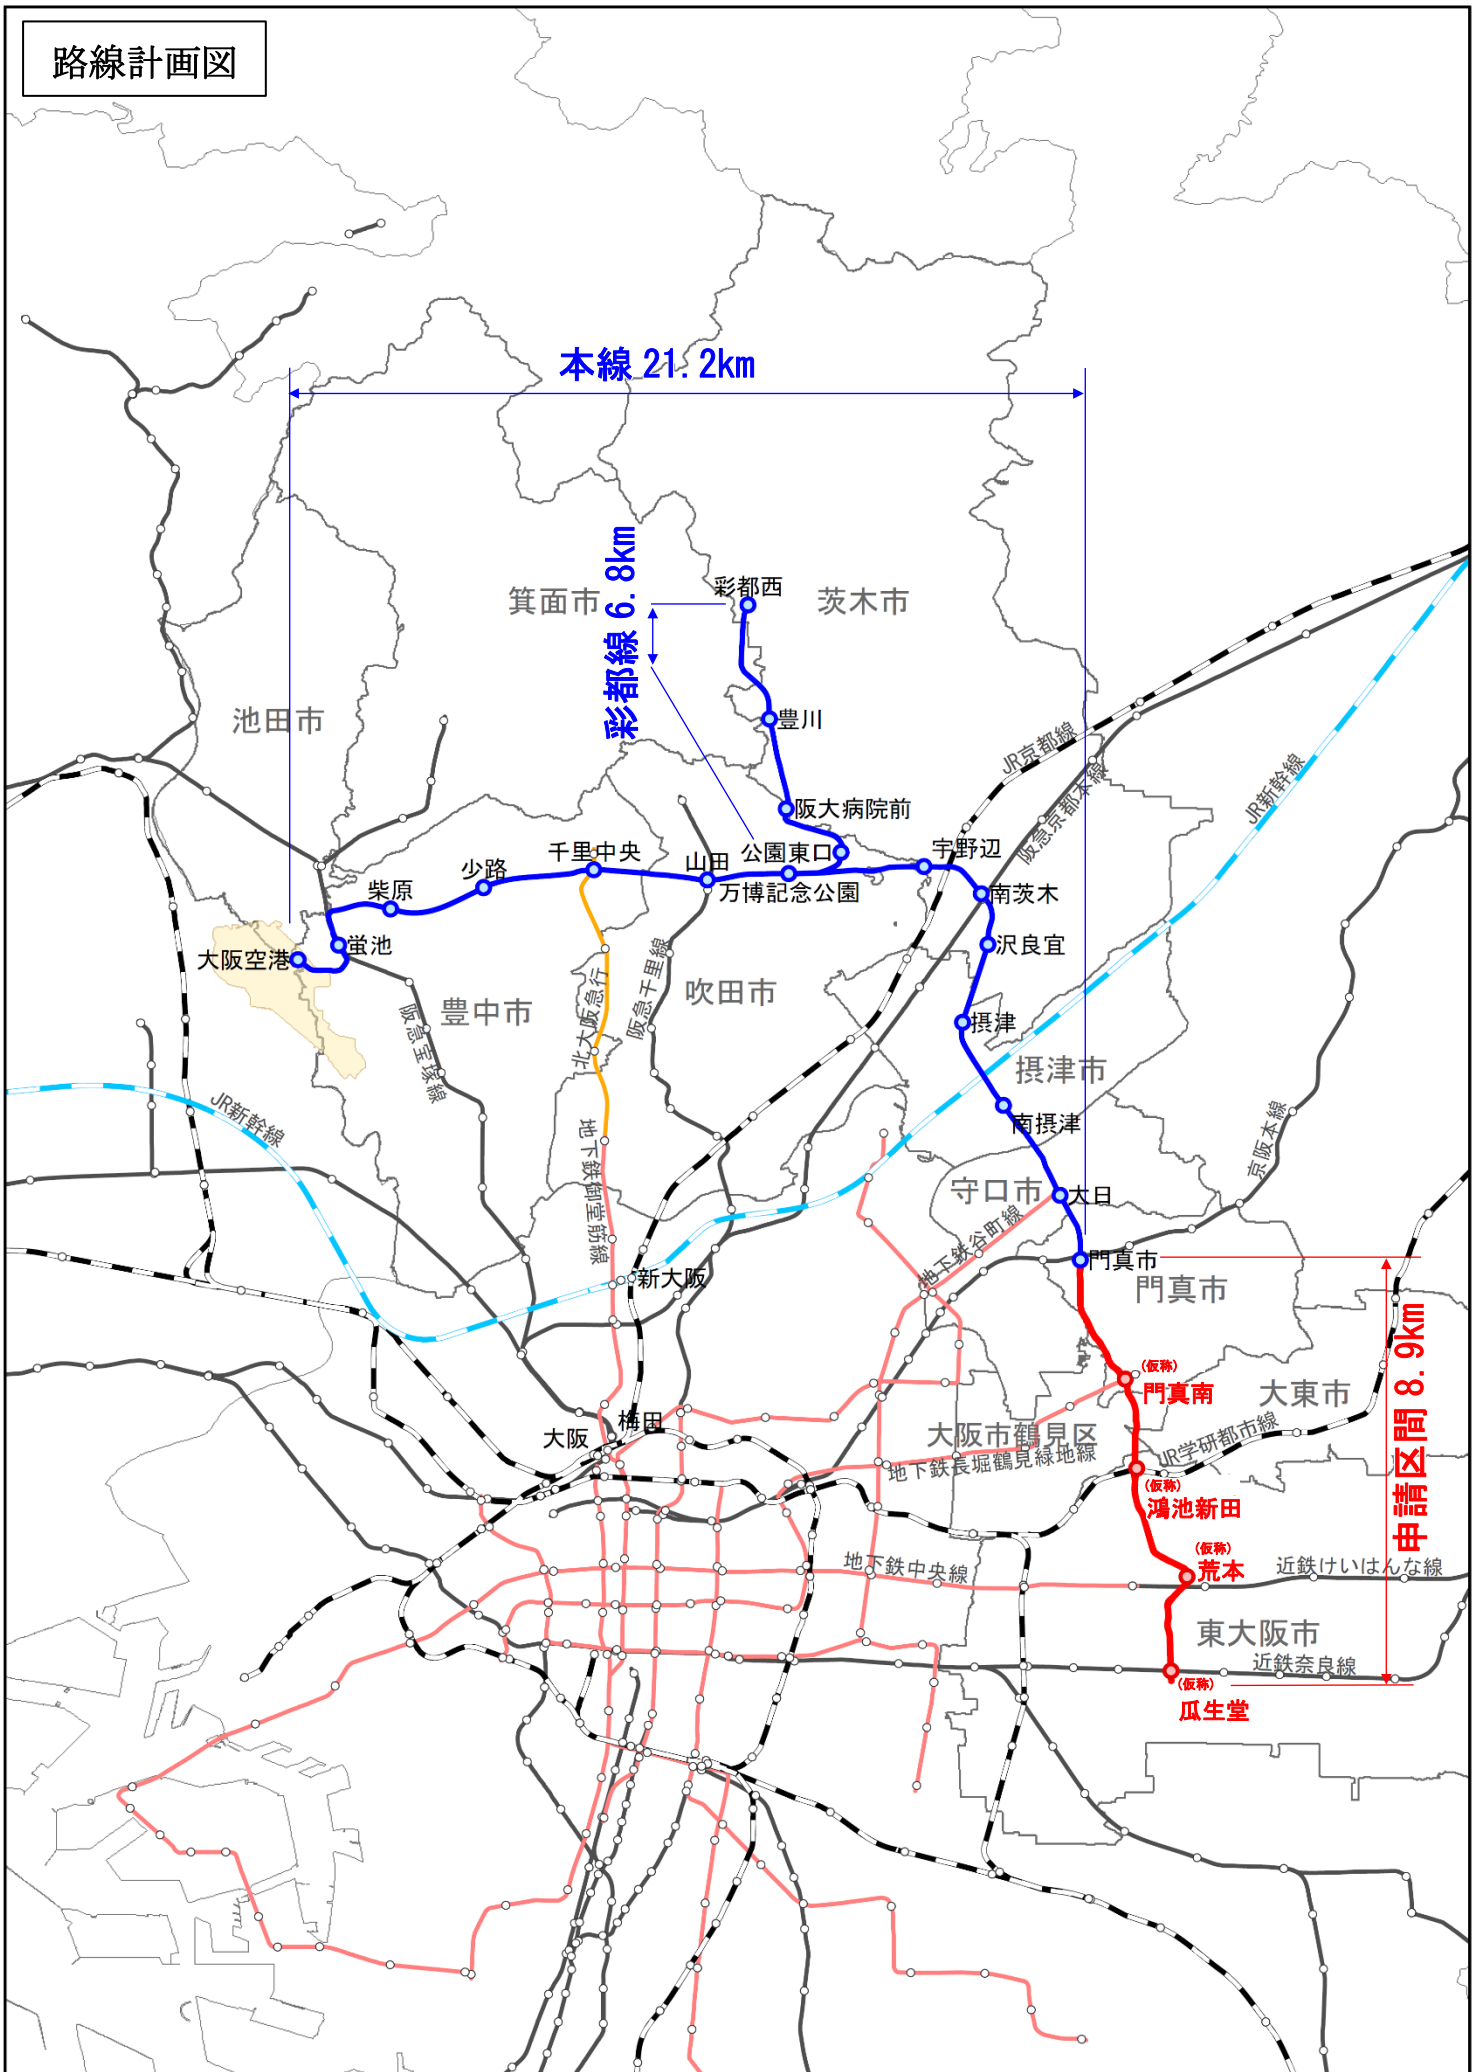 路線計画図
本線 21.2km
彩都線 6.8km
彩都西
箕面市
茨木市
豊川
池田市
JR京都線
阪急京都本線
JR新幹線
阪大病院前
千里中央
山田
公園東口
宇野辺
少路
柴原
万博記念公園
南茨木
蛍池
大阪空港
沢良宜
豊中市
吹田市
北大阪急行
阪急千里線
阪急宝塚線
摂津
摂津市
JR新幹線
南摂津
地下鉄御堂筋線
京阪本線
守口市
大日
地下鉄谷町線
門真市
新大阪
門真市
(仮称)
門真南
大東市
申請区間 8.9km
梅田
大阪
大阪市鶴見区
JR学研都市線
地下鉄長堀鶴見緑地線
(仮称)
鴻池新田
(仮称)
荒本
地下鉄中央線
近鉄けいはんな線
東大阪市
近鉄奈良線
(仮称)
瓜生堂